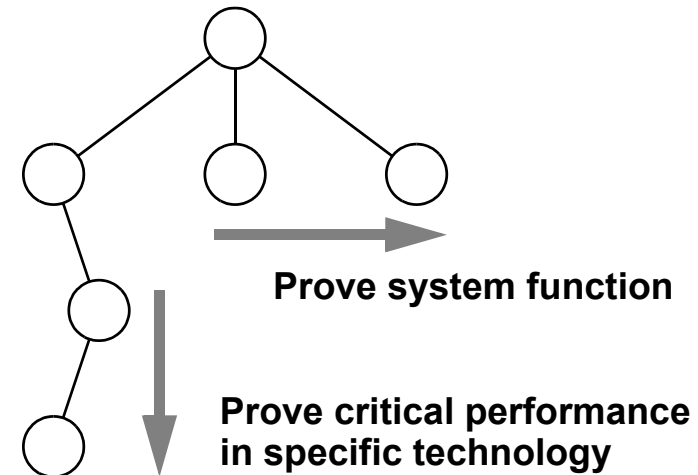 Prove system function
Prove critical performance
in specific technology